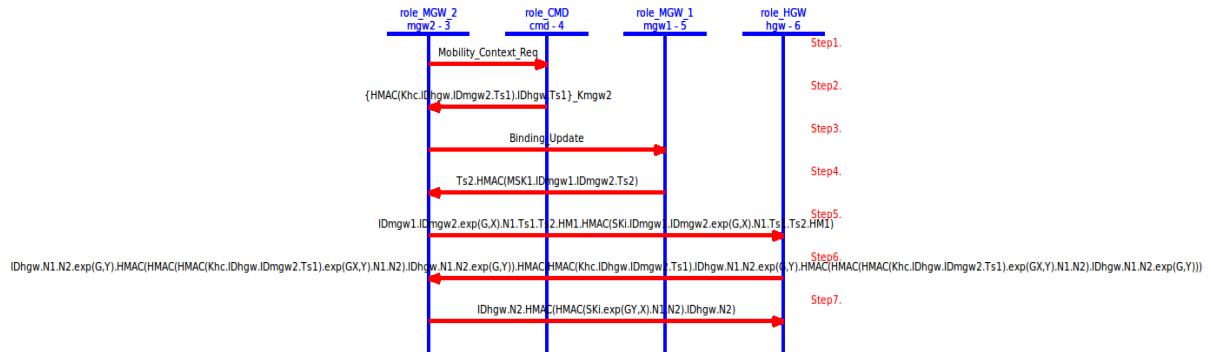 role_MGW_2 role_CMD role_MGW_1 role_HGW
mgw2 - 3 cmd - 4 mgw1 - 5 hgw - 6
Step1.
Mobility_Context_Req
Step2.
{HMAC(Khc.IDhgw.IDmgw2.Ts1).IDhgw.Ts1}_Kmgw2
Step3.
Binding_Update
Step4.
Ts2.HMAC(MSK1.IDmgw1.IDmgw2.Ts2)
Step5.
IDmgw1.IDmgw2.exp(G,X).N1.Ts1.Ts2.HM1.HMAC(SKi.IDmgw1.IDmgw2.exp(G,X).N1.Ts1.Ts2.HM1)
Step6.
IDhgw.N1.N2.exp(G,Y).HMAC(HMAC(HMAC(Khc.IDhgw.IDmgw2.Ts1).exp(GX,Y).N1.N2).IDhgw.N1.N2.exp(G,Y)).HMAC(HMAC(Khc.IDhgw.IDmgw2.Ts1).IDhgw.N1.N2.exp(G,Y).HMAC(HMAC(HMAC(Khc.IDhgw.IDmgw2.Ts1).exp(GX,Y).N1.N2).IDhgw.N1.N2.exp(G,Y)))
Step7.
IDhgw.N2.HMAC(HMAC(SKi.exp(GY,X).N1.N2).IDhgw.N2)